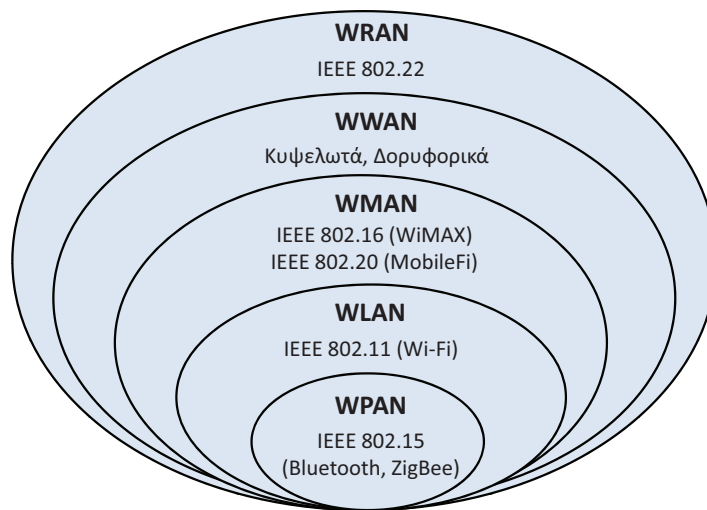 WRAN
IEEE 802.22
WWAN
Κυψελωτά, Δορυφορικά
WMAN
IEEE 802.16 (WiMAX)
IEEE 802.20 (MobileFi)
WLAN
IEEE 802.11 (Wi-Fi)
WPAN
IEEE 802.15
(Bluetooth, ZigBee)